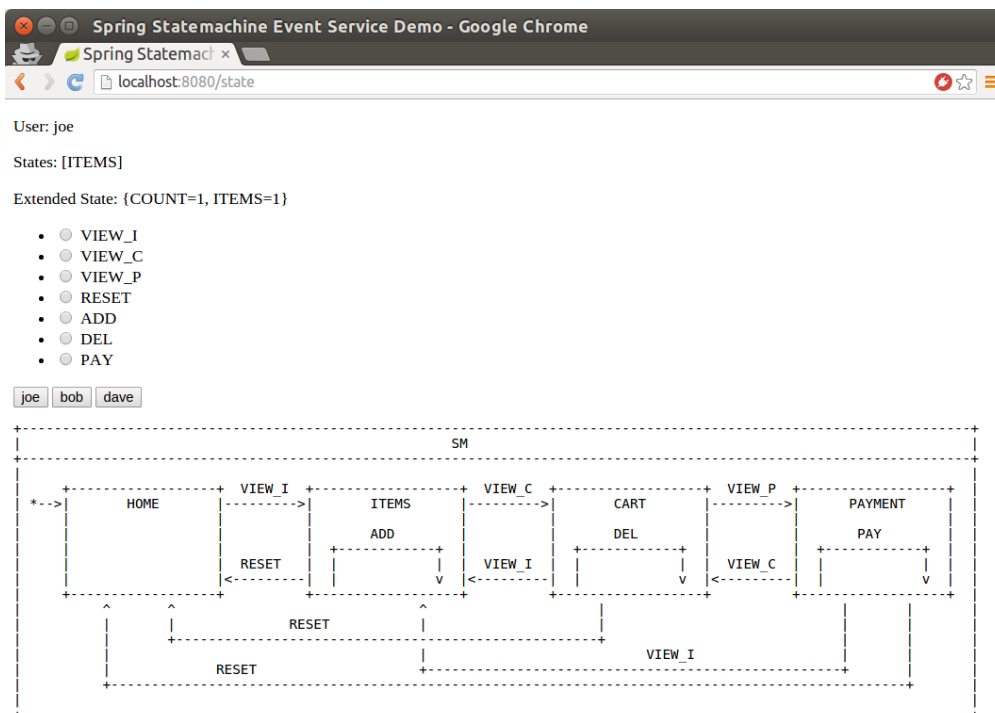 Spring Statemachine Event Service Demo - Google Chrome
Spring Statemach ×
localhost:8080/state
User: joe
States: [ITEMS]
Extended State: {COUNT=1, ITEMS=1}
VIEW_I
VIEW_C
VIEW_P
RESET
ADD
DEL
PAY
joe bob dave
SM
VIEW_I VIEW_C VIEW_P
HOME ITEMS CART PAYMENT
ADD DEL PAY
RESET VIEW_I VIEW_C
RESET
VIEW_I
RESET